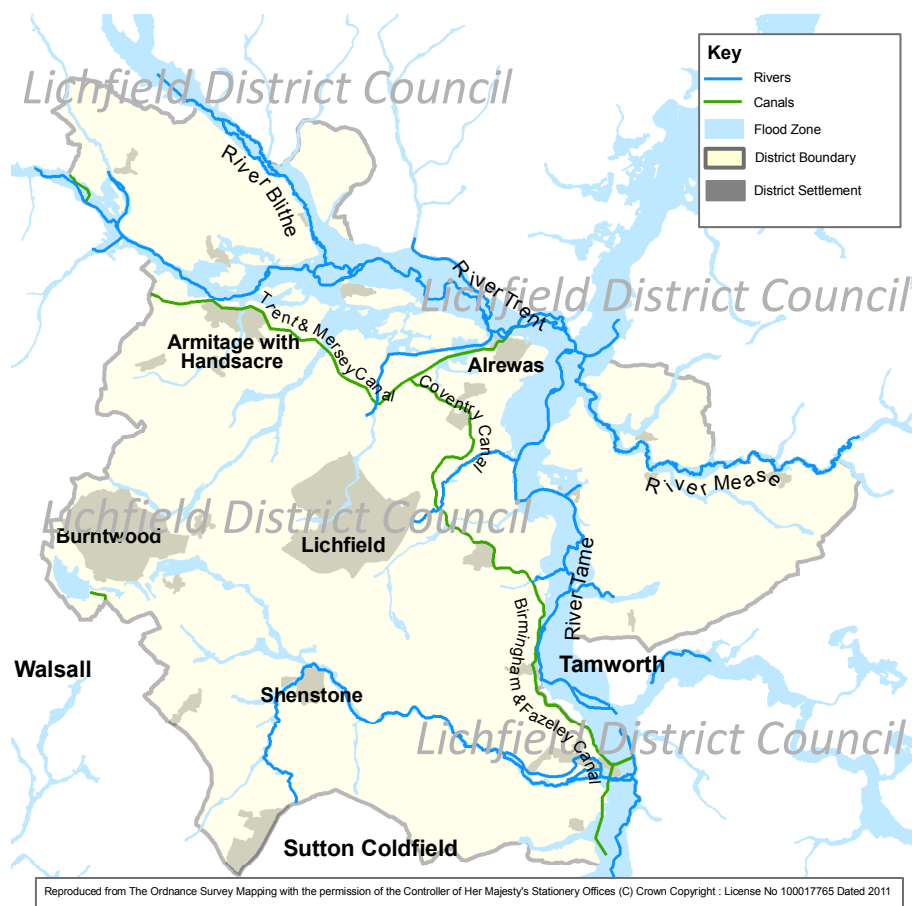 Lichfield District Council
Key
Rivers
Canals
Flood Zone
District Boundary
District Settlement
River Blithe
River Trent
Lichfield District Council
Trent & Mersey Canal
Armitage with
Handsacre
Alrewas
Coventry Canal
River Mease
Lichfield District Council
Burntwood
Lichfield
River Tame
Birmingham & Fazeley Canal
Walsall
Tamworth
Shenstone
Lichfield District Council
Sutton Coldfield
Reproduced from The Ordnance Survey Mapping with the permission of the Controller of Her Majesty's Stationery Offices (C) Crown Copyright : License No 100017765 Dated 2011